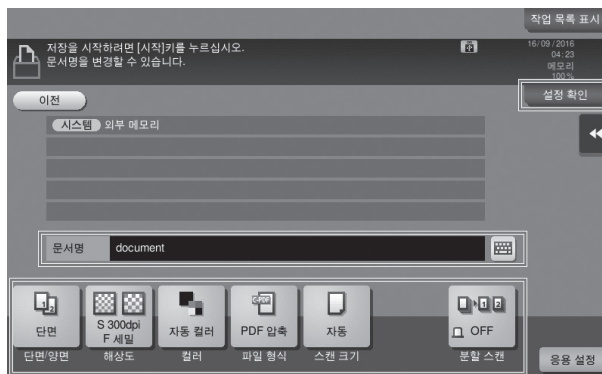 작업 목록 표시
저장을 시작하려면 [시작]키를 누르십시오.
문서명을 변경할 수 있습니다.
16/09/2016
04:23
메모리
100%
이전
설정 확인
시스템 외부 메모리
문서명 document
단면
S 300dpi
F 세밀
자동 컬러
PDF 압축
자동
OFF
단면/양면
해상도
컬러
파일 형식
스캔 크기
분할 스캔
응용 설정